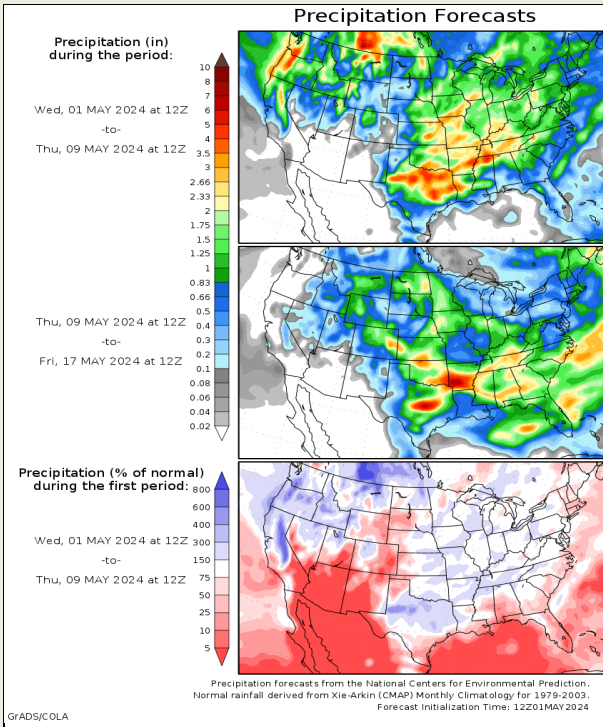 Precipitation Forecasts
Precipitation (in)
during the period:
Wed, 01 MAY 2024 at 12Z
-to-
Thu, 09 MAY 2024 at 12Z
10
8
7
6
5
4
3.5
3
2.66
2.33
2
1.75
1.5
1.25
1
0.83
0.66
0.5
0.4
0.3
0.2
0.1
0.08
0.06
0.04
0.02
Thu, 09 MAY 2024 at 12Z
-to-
Fri, 17 MAY 2024 at 12Z
Precipitation (% of normal)
during the first period:
Wed, 01 MAY 2024 at 12Z
-to-
Thu, 09 MAY 2024 at 12Z
800
600
400
300
150
75
50
25
10
5
Precipitation forecasts from the National Centers for Environmental Prediction.
Normal rainfall derived from Xie-Arkin (CMAP) Monthly Climatology for 1979-2003.
Forecast Initialization Time: 12Z01MAY2024
GrADS/COLA